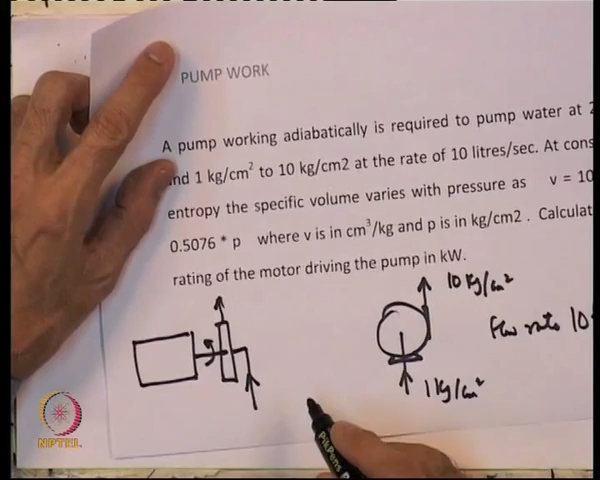 PUMP WORK
A pump working adiabatically is required to pump water at 2
and 1 kg/cm² to 10 kg/cm2 at the rate of 10 litres/sec. At cons
entropy the specific volume varies with pressure as v = 10
0.5076 * p where v is in cm³/kg and p is in kg/cm2 . Calculat
rating of the motor driving the pump in kW.
10 Kg/cm²
Flow rate 10
1 Kg/cm²
NPTEL